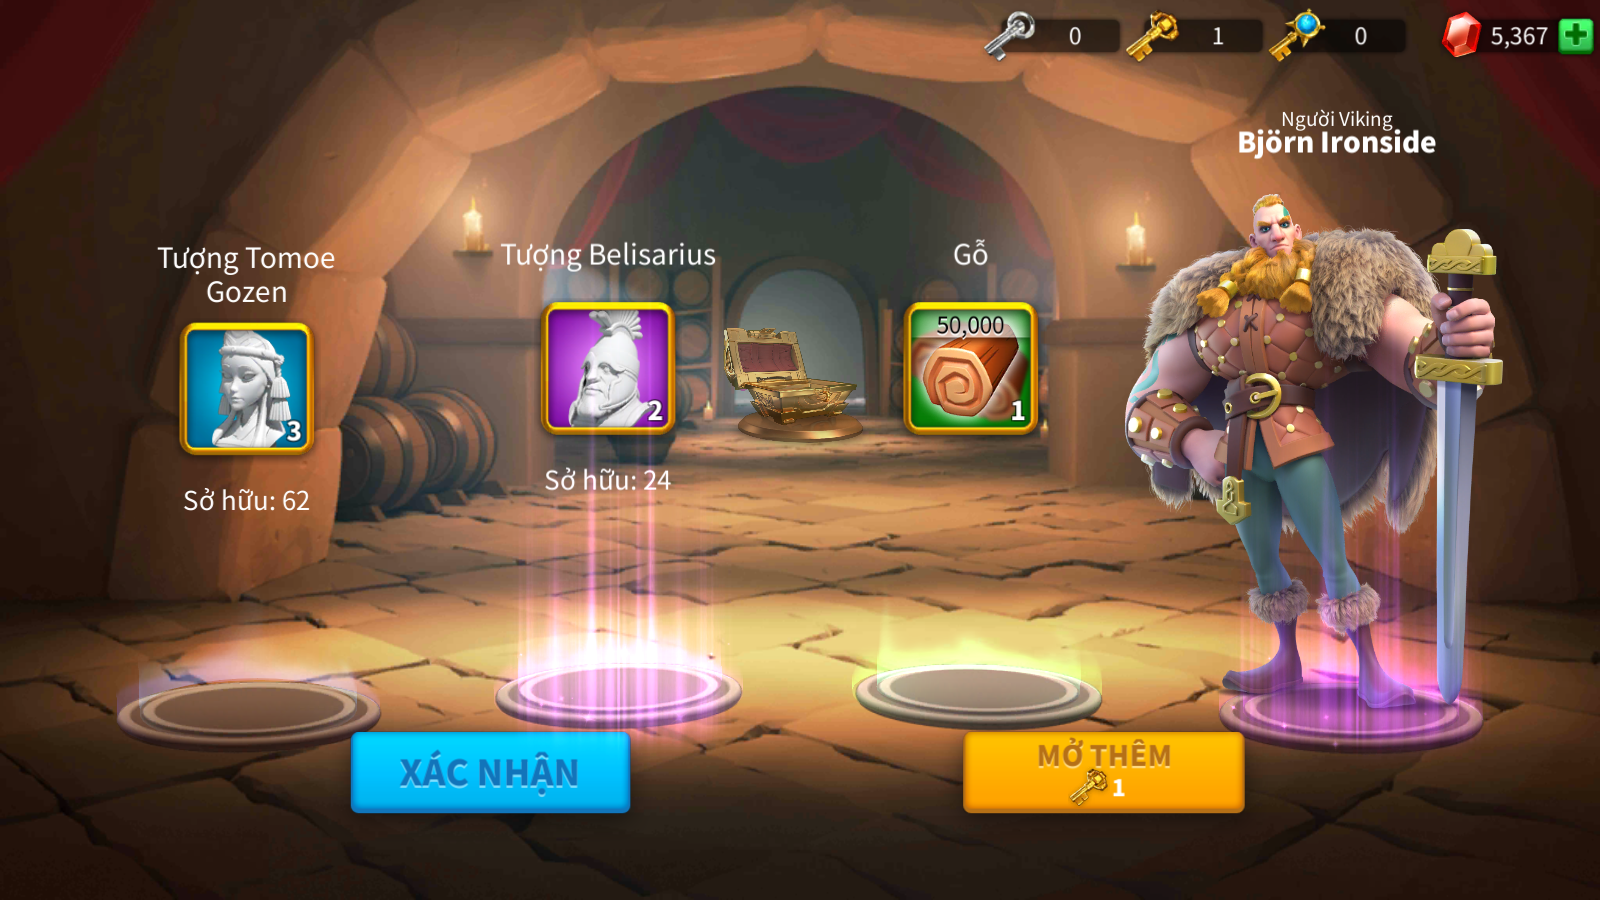 0
1
0
5,367
Người Viking
Björn Ironside
Tượng Tomoe
Gozen
3
Sở hữu: 62
Tượng Belisarius
2
Sở hữu: 24
Gỗ
50,000
1
XÁC NHẬN
MỞ THÊM
1